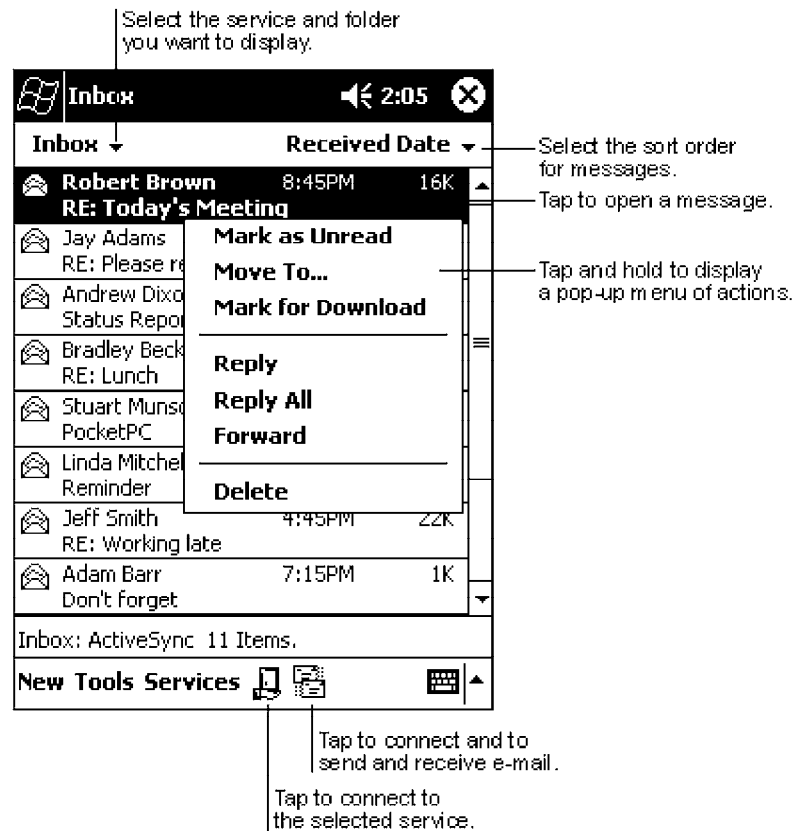 Select the service and folder
you want to display.
Inbox 2:05
Inbox Received Date
Select the sort order
for messages.
Robert Brown 8:45PM 16K
RE: Today's Meeting
Tap to open a message.
Jay Adams
RE: Please re
Andrew Dixo
Status Repor
Bradley Beck
RE: Lunch
Stuart Munso
PocketPC
Linda Mitchel
Reminder
Mark as Unread
Move To...
Mark for Download
Reply
Reply All
Forward
Delete
Tap and hold to display
a pop-up menu of actions.
Jeff Smith 4:45PM 22K
RE: Working late
Adam Barr 7:15PM 1K
Don't forget
Inbox: ActiveSync 11 Items.
New Tools Services
Tap to connect and to
send and receive e-mail.
Tap to connect to
the selected service.